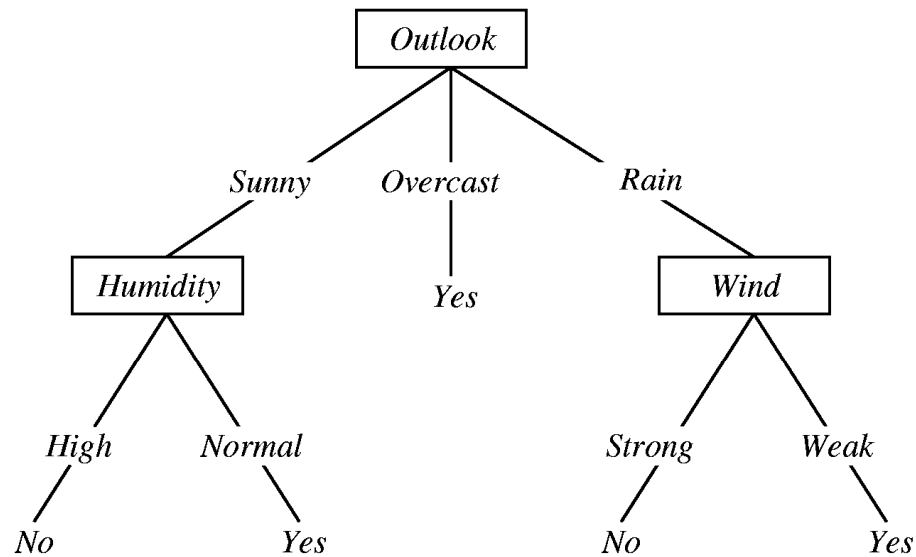 Outlook
Sunny Overcast Rain
Humidity Yes Wind
High Normal Strong Weak
No Yes No Yes